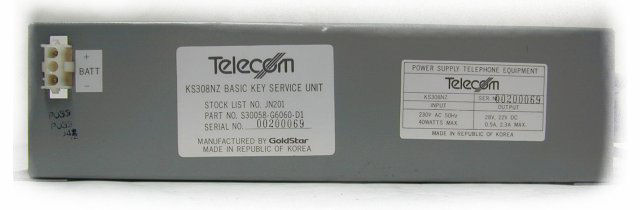 +
BATT
−
Telecom
KS308NZ BASIC KEY SERVICE UNIT
STOCK LIST NO. JN201
PART NO. S30058-G6060-D1
SERIAL NO. 00200069
MANUFACTURED BY GoldStar
MADE IN REPUBLIC OF KOREA
POWER SUPPLY TELEPHONE EQUIPMENT
Telecom
KS308NZ SER. N 00200069
INPUT OUTPUT
230V AC 50Hz 28V, 22V DC
40WATTS MAX. 0.5A, 2.3A MAX.
MADE IN REPUBLIC OF KOREA